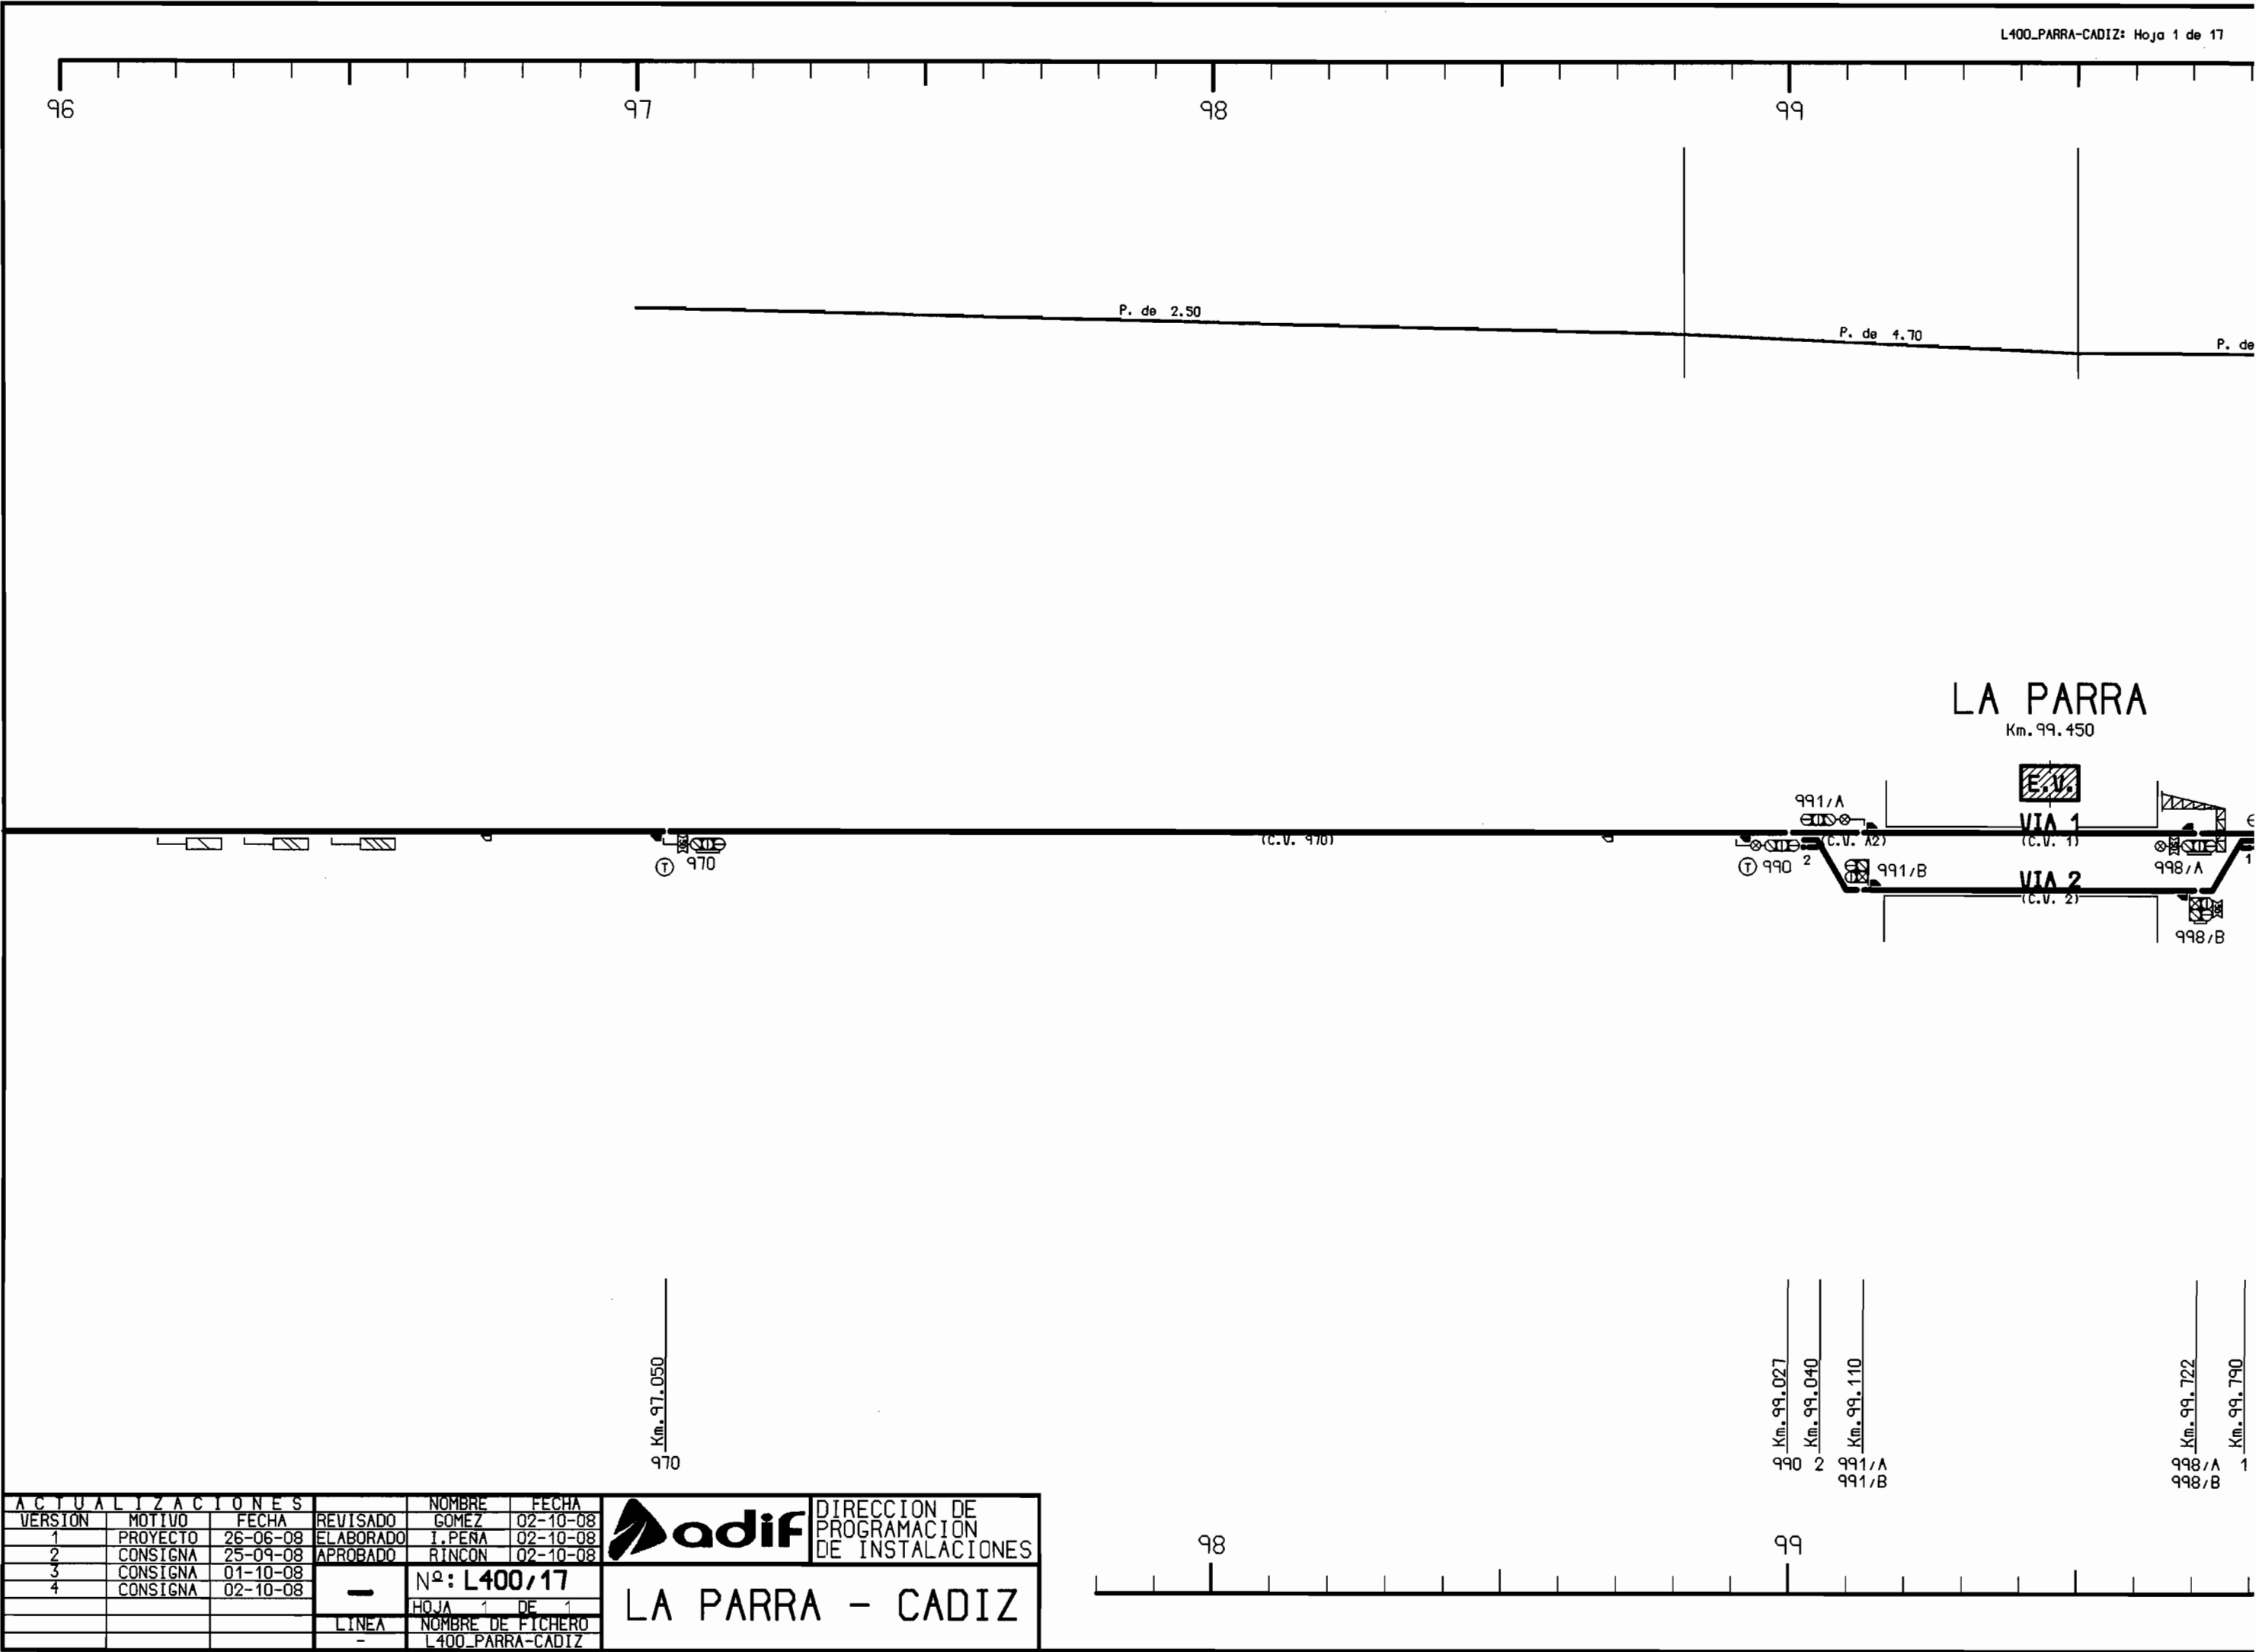 L400_PARRA-CADIZ: Hoja 1 de 17
96 97 98 99
P. de 2.50
P. de 4.70
P. de
LA PARRA
Km.99.450
E.V.
991/A
VIA 1
(C.V. 970)
(C.V. A2)
(C.V. 1)
T 970
T 990
2
991/B
998/A
1
VIA 2
(C.V. 2)
998/B
Km.97.050
Km.99.027
Km.99.040
Km.99.110
Km.99.722
Km.99.790
970
990 2 991/A
991/B
998/A 1
998/B
98 99
ACTUALIZACIONES
NOMBRE FECHA
VERSION MOTIVO FECHA
REVISADO GOMEZ 02-10-08
1 PROYECTO 26-06-08
ELABORADO I.PEÑA 02-10-08
2 CONSIGNA 25-09-08
APROBADO RINCON 02-10-08
3 CONSIGNA 01-10-08
4 CONSIGNA 02-10-08
–
Nº: L400/17
HOJA 1 DE 1
LINEA
–
NOMBRE DE FICHERO
L400_PARRA-CADIZ
adif
DIRECCION DE
PROGRAMACION
DE INSTALACIONES
LA PARRA - CADIZ